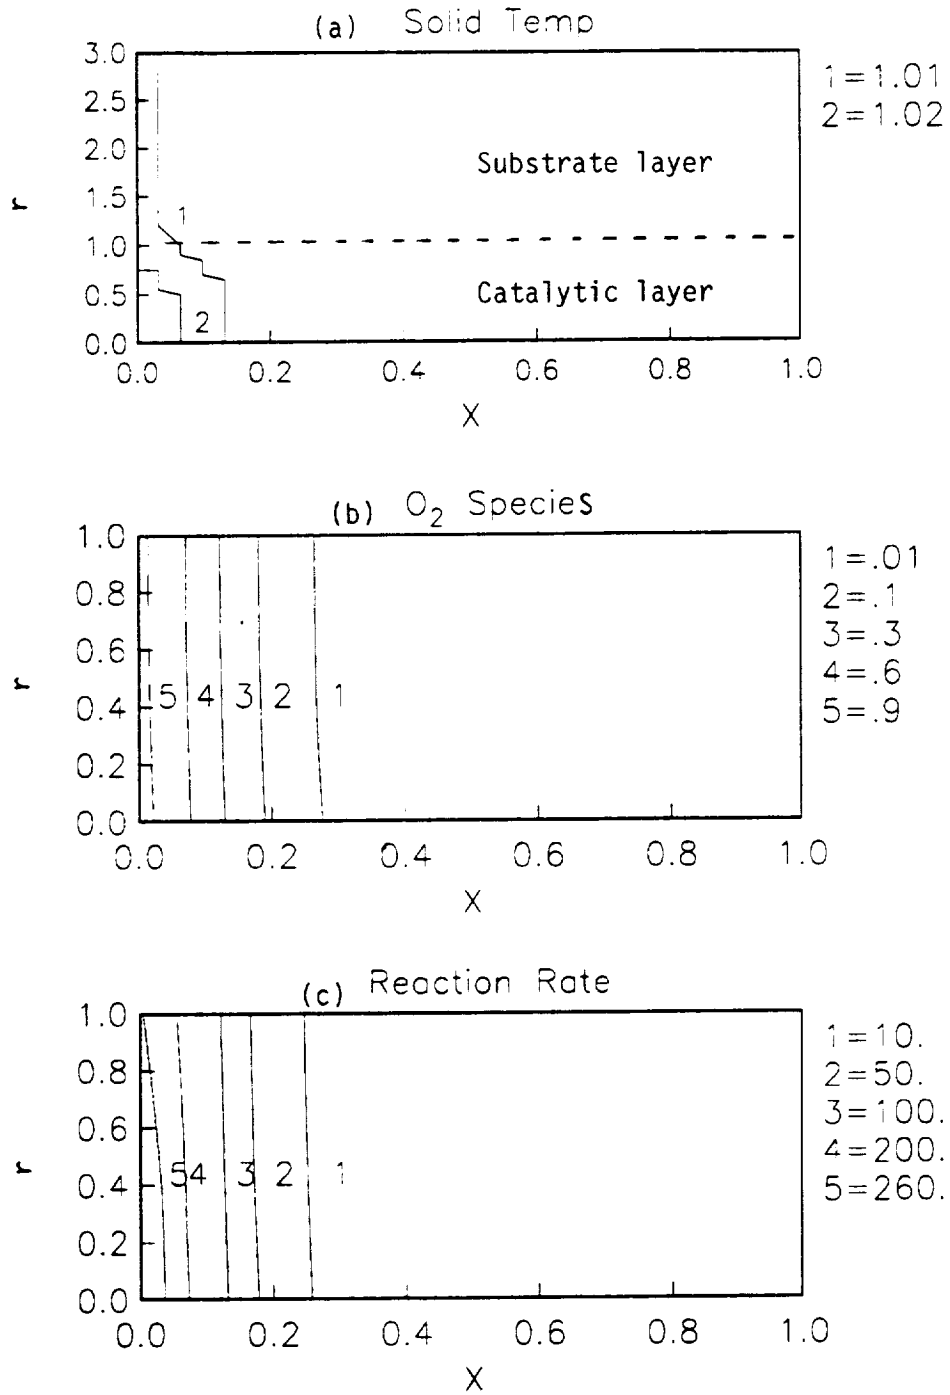 (a) Solid Temp
3.0
2.5
2.0
1.5
1.0
0.5
0.0
r
1
2
Substrate layer
Catalytic layer
0.0 0.2 0.4 0.6 0.8 1.0
X
1=1.01
2=1.02
(b) O₂ Species
1.0
0.8
0.6
0.4
0.2
0.0
r
5 4 3 2 1
0.0 0.2 0.4 0.6 0.8 1.0
X
1=.01
2=.1
3=.3
4=.6
5=.9
(c) Reaction Rate
1.0
0.8
0.6
0.4
0.2
0.0
r
54 3 2 1
0.0 0.2 0.4 0.6 0.8 1.0
X
1=10.
2=50.
3=100.
4=200.
5=260.